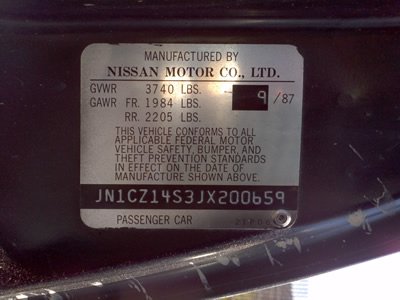 MANUFACTURED BY
NISSAN MOTOR CO., LTD.
GVWR 3740 LBS. 9 /87
GAWR FR. 1984 LBS.
RR. 2205 LBS.
THIS VEHICLE CONFORMS TO ALL
APPLICABLE FEDERAL MOTOR
VEHICLE SAFETY, BUMPER, AND
THEFT PREVENTION STANDARDS
IN EFFECT ON THE DATE OF
MANUFACTURE SHOWN ABOVE.
JN1CZ14S3JX200659
PASSENGER CAR